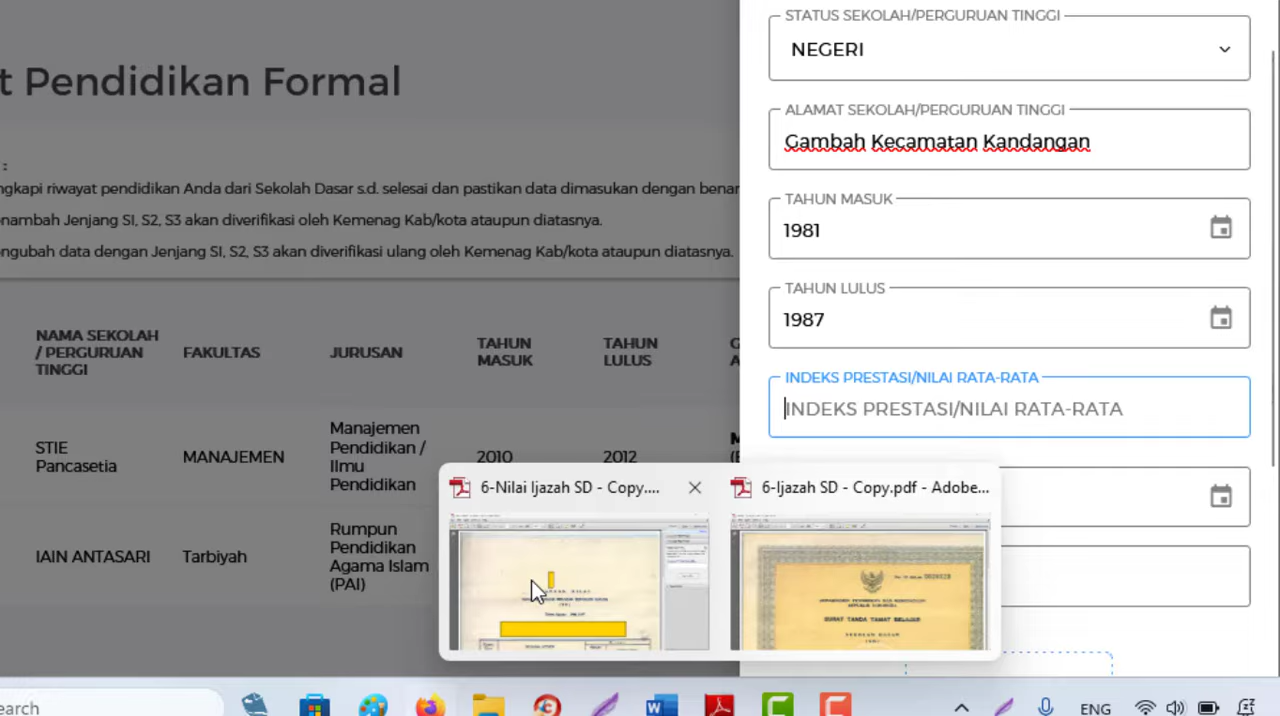 STATUS SEKOLAH/PERGURUAN TINGGI
NEGERI
t Pendidikan Formal
ALAMAT SEKOLAH/PERGURUAN TINGGI
Gambah Kecamatan Kandangan
:
ngkapi riwayat pendidikan Anda dari Sekolah Dasar s.d. selesai dan pastikan data dimasukan dengan benar
enambah Jenjang S1, S2, S3 akan diverifikasi oleh Kemenag Kab/kota ataupun diatasnya.
engubah data dengan Jenjang S1, S2, S3 akan diverifikasi ulang oleh Kemenag Kab/kota ataupun diatasnya.
TAHUN MASUK
1981
TAHUN LULUS
1987
NAMA SEKOLAH
/ PERGURUAN
TINGGI
FAKULTAS
JURUSAN
TAHUN
MASUK
TAHUN
LULUS
G
A
INDEKS PRESTASI/NILAI RATA-RATA
INDEKS PRESTASI/NILAI RATA-RATA
STIE
Pancasetia
MANAJEMEN
Manajemen
Pendidikan /
Ilmu
Pendidikan
2010
2012
M
(
IAIN ANTASARI
Tarbiyah
Rumpun
Pendidikan
Agama Islam
(PAI)
6-Nilai Ijazah SD - Copy....
6-Ijazah SD - Copy.pdf - Adobe...
SURAT TANDA TAMAT BELAJAR
SEKOLAH DASAR
earch
ENG